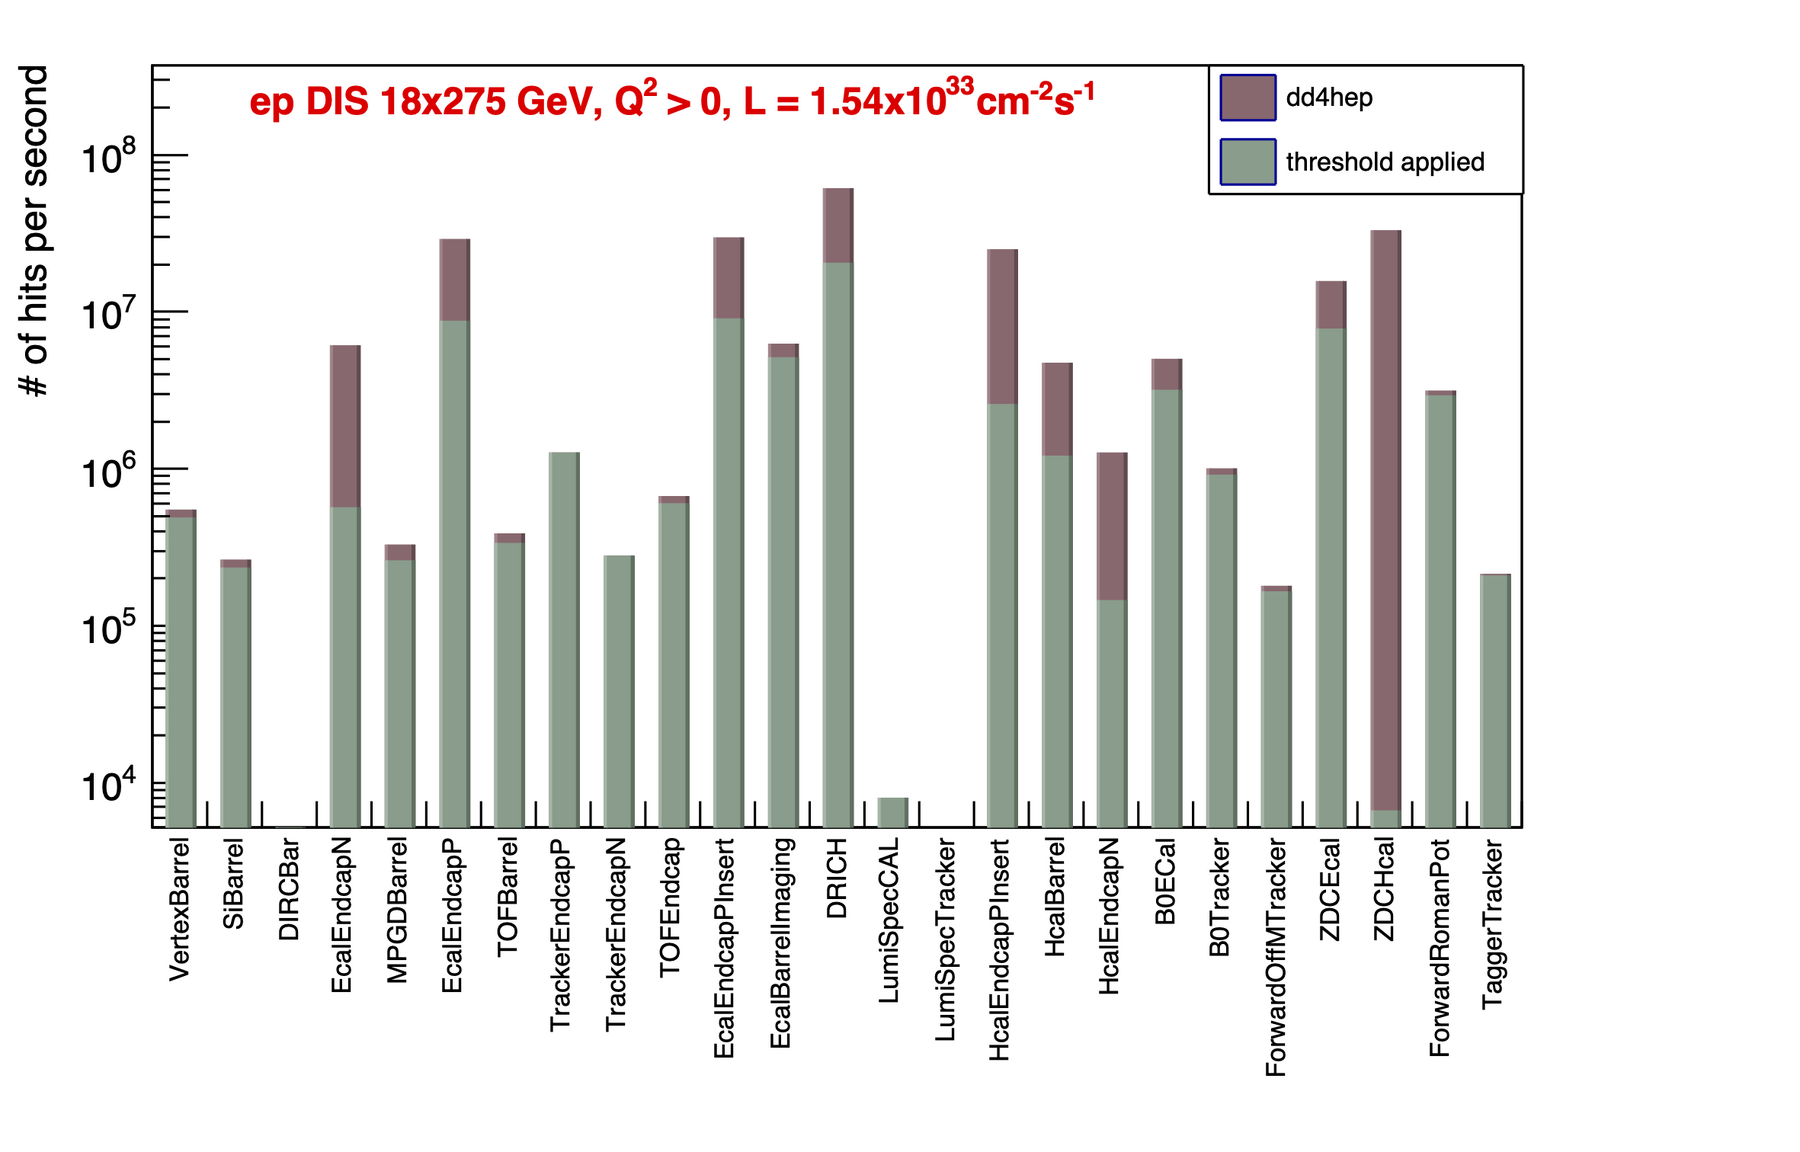 ep DIS 18x275 GeV, Q² > 0, L = 1.54x10³³cm⁻²s⁻¹
dd4hep
threshold applied
# of hits per second
10⁸
10⁷
10⁶
10⁵
10⁴
VertexBarrel
SiBarrel
DIRCBar
EcalEndcapN
MPGDBarrel
EcalEndcapP
TOFBarrel
TrackerEndcapP
TrackerEndcapN
TOFEndcap
EcalEndcapPInsert
EcalBarrelImaging
DRICH
LumiSpecCAL
LumiSpecTracker
HcalEndcapPInsert
HcalBarrel
HcalEndcapN
B0ECal
B0Tracker
ForwardOffMTracker
ZDCEcal
ZDCHcal
ForwardRomanPot
TaggerTracker